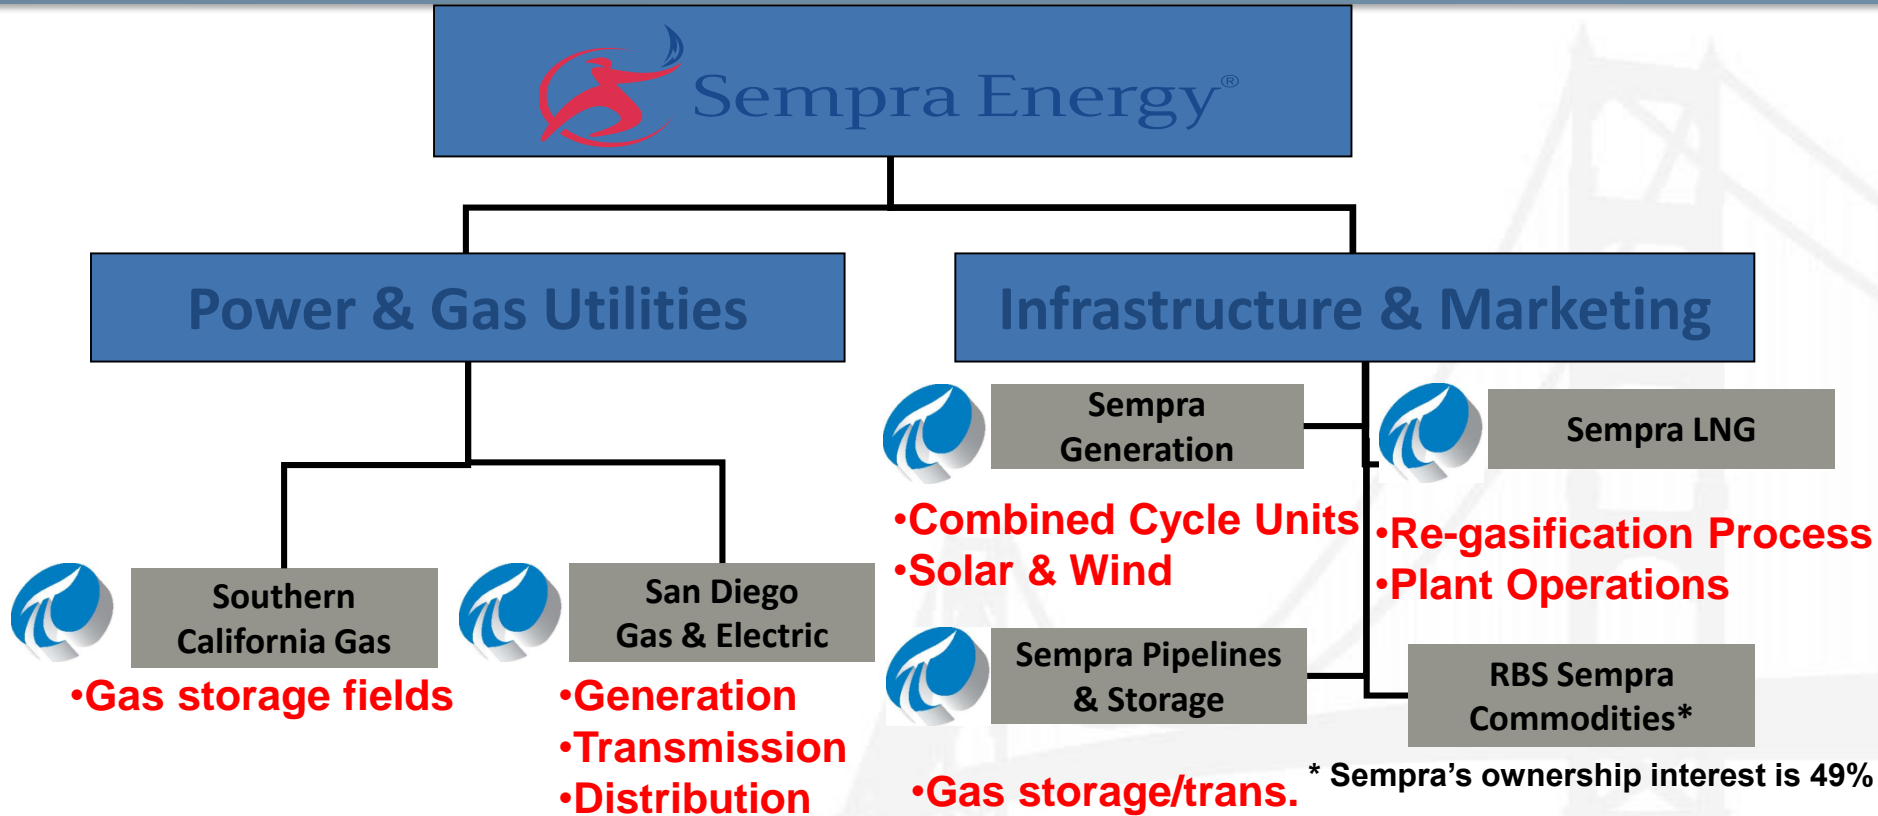 Sempra Energy®
Power & Gas Utilities
Infrastructure & Marketing
Southern
California Gas
•Gas storage fields
San Diego
Gas & Electric
•Generation
•Transmission
•Distribution
Sempra
Generation
•Combined Cycle Units
•Solar & Wind
Sempra LNG
•Re-gasification Process
•Plant Operations
Sempra Pipelines
& Storage
•Gas storage/trans.
RBS Sempra
Commodities*
* Sempra’s ownership interest is 49%